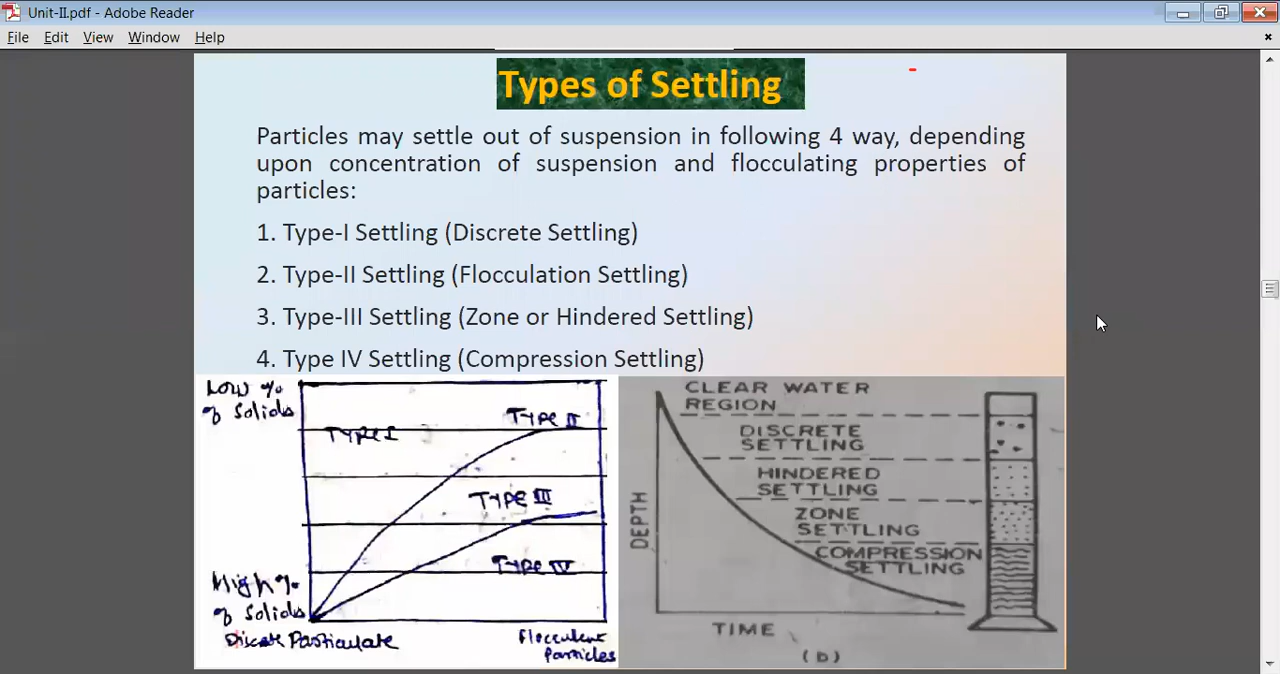 Unit-II.pdf - Adobe Reader
File Edit View Window Help
Types of Settling
Particles may settle out of suspension in following 4 way, depending
upon concentration of suspension and flocculating properties of
particles:
1. Type-I Settling (Discrete Settling)
2. Type-II Settling (Flocculation Settling)
3. Type-III Settling (Zone or Hindered Settling)
4. Type IV Settling (Compression Settling)
Low %
of Solids
TYPE I
TYPE II
TYPE III
TYPE IV
High %
of Solids
Particulate
Flocculent
Particles
CLEAR WATER
REGION
DISCRETE
SETTLING
HINDERED
SETTLING
ZONE
SETTLING
COMPRESSION
SETTLING
DEPTH
TIME
(b)